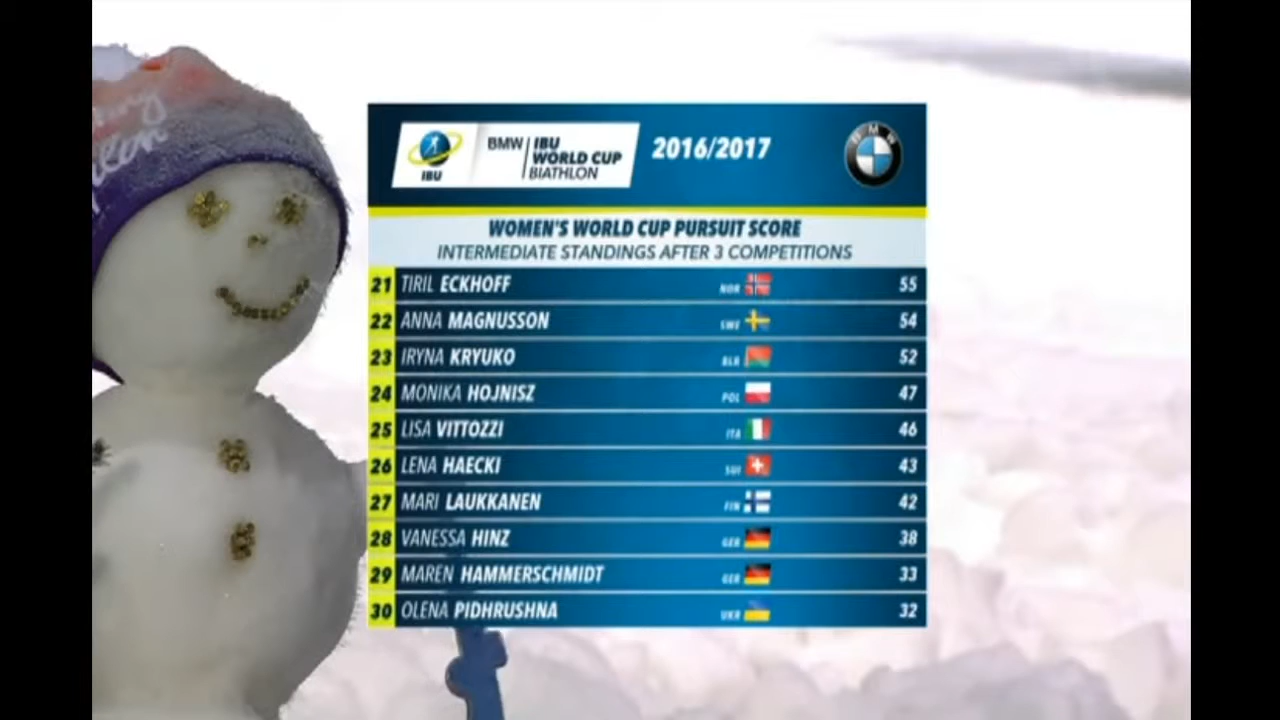 BMW IBU
WORLD CUP
BIATHLON
IBU
2016/2017
BMW
WOMEN'S WORLD CUP PURSUIT SCORE
INTERMEDIATE STANDINGS AFTER 3 COMPETITIONS
21 TIRIL ECKHOFF NOR 55
22 ANNA MAGNUSSON SWE 54
23 IRYNA KRYUKO BLR 52
24 MONIKA HOJNISZ POL 47
25 LISA VITTOZZI ITA 46
26 LENA HAECKI SUI 43
27 MARI LAUKKANEN FIN 42
28 VANESSA HINZ GER 38
29 MAREN HAMMERSCHMIDT GER 33
30 OLENA PIDHRUSHNA UKR 32